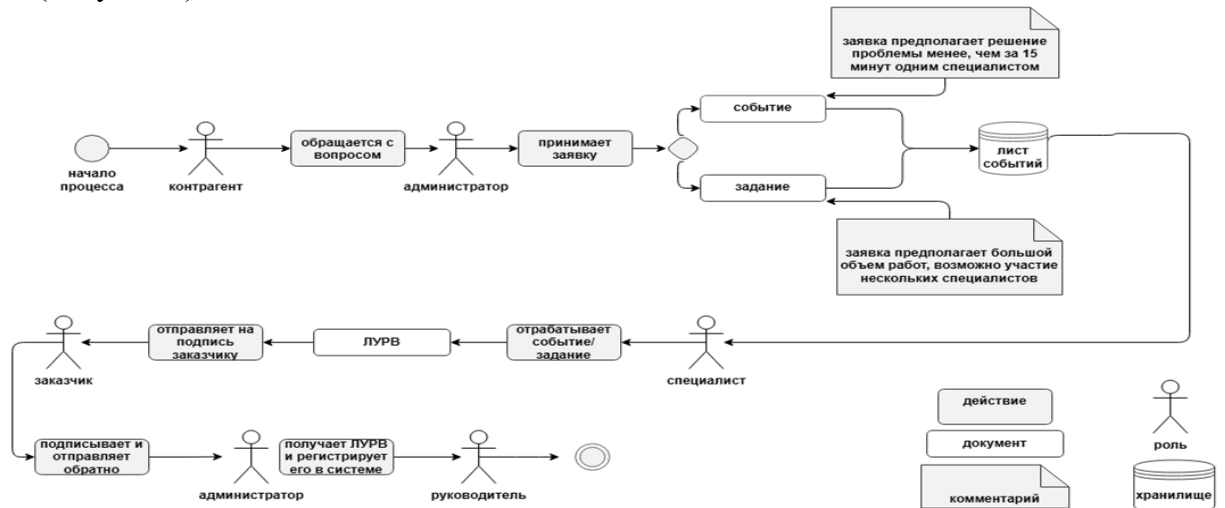 заявка предполагает решение
проблемы менее, чем за 15
минут одним специалистом
событие
обращается с
вопросом
принимает
заявку
лист
событий
начало
процесса
контрагент
администратор
задание
заявка предполагает большой
объем работ, возможно участие
нескольких специалистов
отправляет на
подпись
заказчику
ЛУРВ
отрабатывает
событие/
задание
заказчик
специалист
действие
документ
роль
подписывает и
отправляет
обратно
получает ЛУРВ
и регистрирует
его в системе
администратор
руководитель
комментарий
хранилище